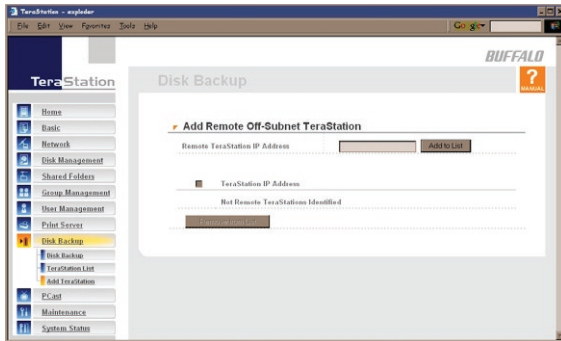 TeraStation - exploder
File Edit View Favorites Tools Help
Google
BUFFALO
TeraStation
Disk Backup
?
MANUAL
Home
Basic
Network
Disk Management
Shared Folders
Group Management
User Management
Print Server
Disk Backup
Disk Backup
TeraStation List
Add TeraStation
PCast
Maintenance
System Status
Add Remote Off-Subnet TeraStation
Remote TeraStation IP Address
Add to List
TeraStation IP Address
Not Remote TeraStations Identified